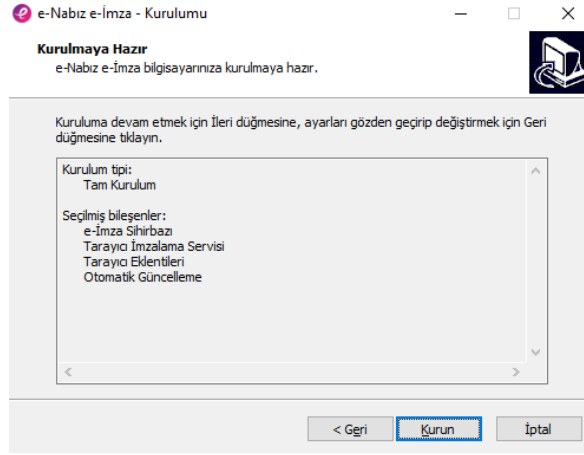 e-Nabız e-İmza - Kurulumu
Kurulmaya Hazır
e-Nabız e-İmza bilgisayarınıza kurulmaya hazır.
Kuruluma devam etmek için İleri düğmesine, ayarları gözden geçirip değiştirmek için Geri
düğmesine tıklayın.
Kurulum tipi:
Tam Kurulum
Seçilmiş bileşenler:
e-İmza Sihirbazı
Tarayıcı İmzalama Servisi
Tarayıcı Eklentileri
Otomatik Güncelleme
< Geri
Kurun
İptal